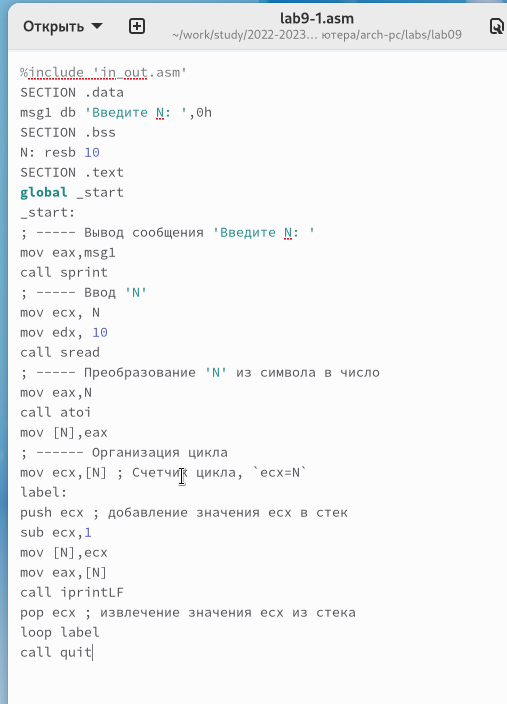 Открыть
lab9-1.asm
~/work/study/2022-2023... ютера/arch-pc/labs/lab09
%include 'in_out.asm'
SECTION .data
msg1 db 'Введите N: ',0h
SECTION .bss
N: resb 10
SECTION .text
global _start
_start:
; ----- Вывод сообщения 'Введите N: '
mov eax,msg1
call sprint
; ----- Ввод 'N'
mov ecx, N
mov edx, 10
call sread
; ----- Преобразование 'N' из символа в число
mov eax,N
call atoi
mov [N],eax
; ------ Организация цикла
mov ecx,[N] ; Счетчик цикла, `ecx=N`
label:
push ecx ; добавление значения ecx в стек
sub ecx,1
mov [N],ecx
mov eax,[N]
call iprintLF
pop ecx ; извлечение значения ecx из стека
loop label
call quit